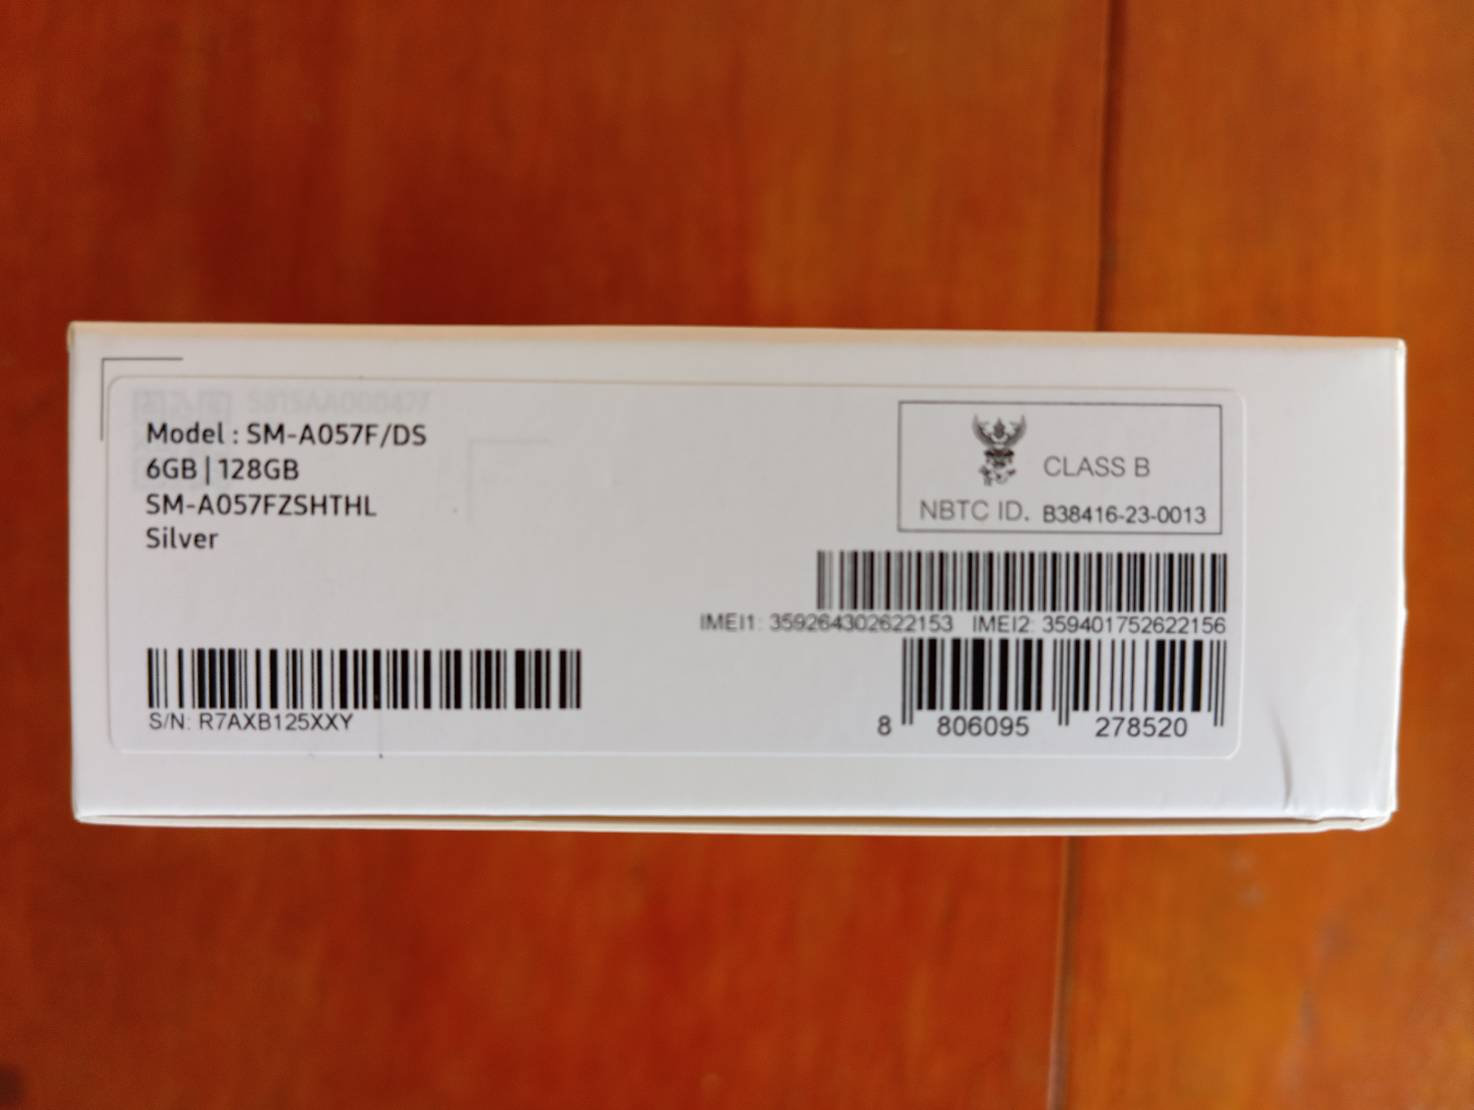 Model : SM-A057F/DS
6GB | 128GB
SM-A057FZSHTHL
Silver
CLASS B
NBTC ID. B38416-23-0013
IMEI1: 359264302622153 IMEI2: 359401752622156
S/N: R7AXB125XXY
8 806095 278520